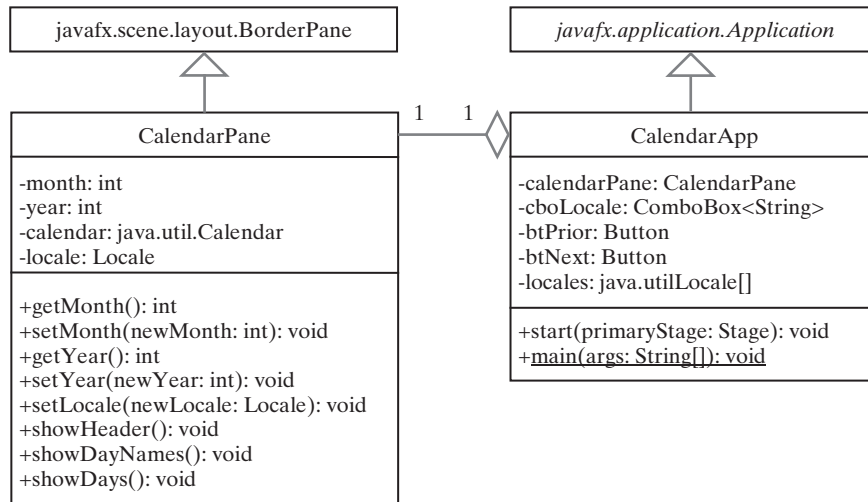 javafx.scene.layout.BorderPane
javafx.application.Application
1 1
CalendarPane
-month: int
-year: int
-calendar: java.util.Calendar
-locale: Locale
+getMonth(): int
+setMonth(newMonth: int): void
+getYear(): int
+setYear(newYear: int): void
+setLocale(newLocale: Locale): void
+showHeader(): void
+showDayNames(): void
+showDays(): void
CalendarApp
-calendarPane: CalendarPane
-cboLocale: ComboBox<String>
-btPrior: Button
-btNext: Button
-locales: java.utilLocale[]
+start(primaryStage: Stage): void
+main(args: String[]): void